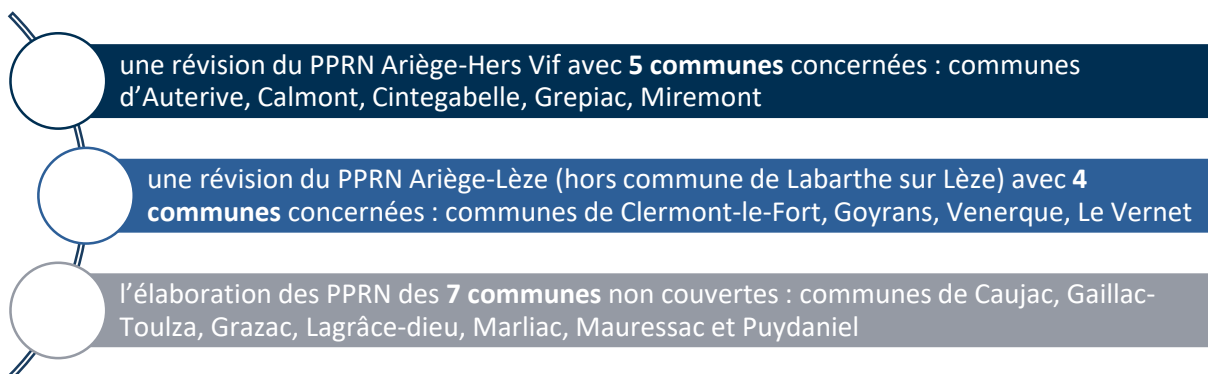 une révision du PPRN Ariège-Hers Vif avec 5 communes concernées : communes
d’Auterive, Calmont, Cintegabelle, Grepiac, Miremont
une révision du PPRN Ariège-Lèze (hors commune de Labarthe sur Lèze) avec 4
communes concernées : communes de Clermont-le-Fort, Goyrans, Venerque, Le Vernet
l’élaboration des PPRN des 7 communes non couvertes : communes de Caujac, Gaillac-
Toulza, Grazac, Lagrâce-dieu, Marliac, Mauressac et Puydaniel